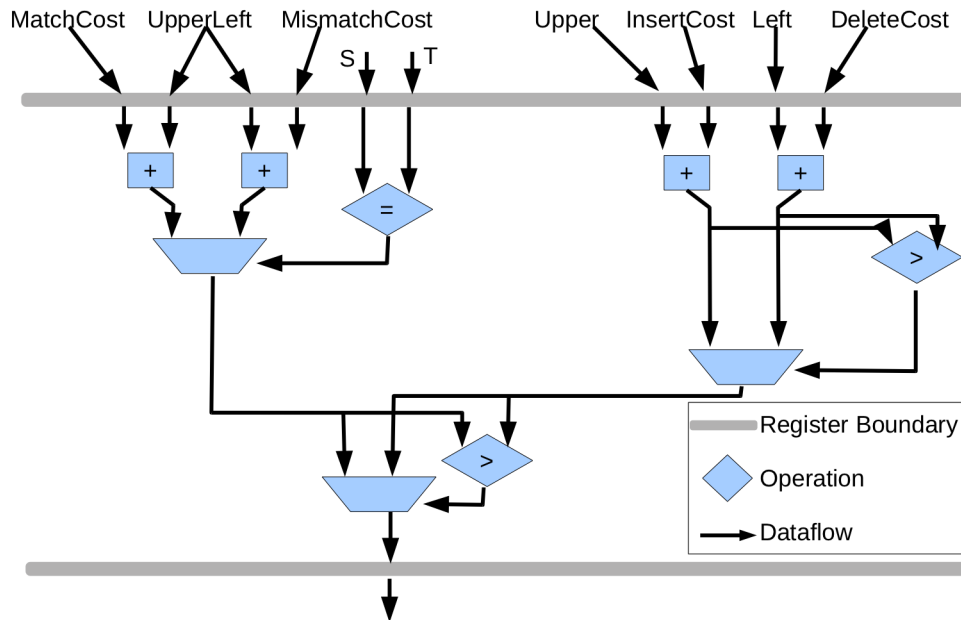 MatchCost UpperLeft MismatchCost Upper InsertCost Left DeleteCost
S T
+ + + +
=
>
>
Register Boundary
Operation
Dataflow